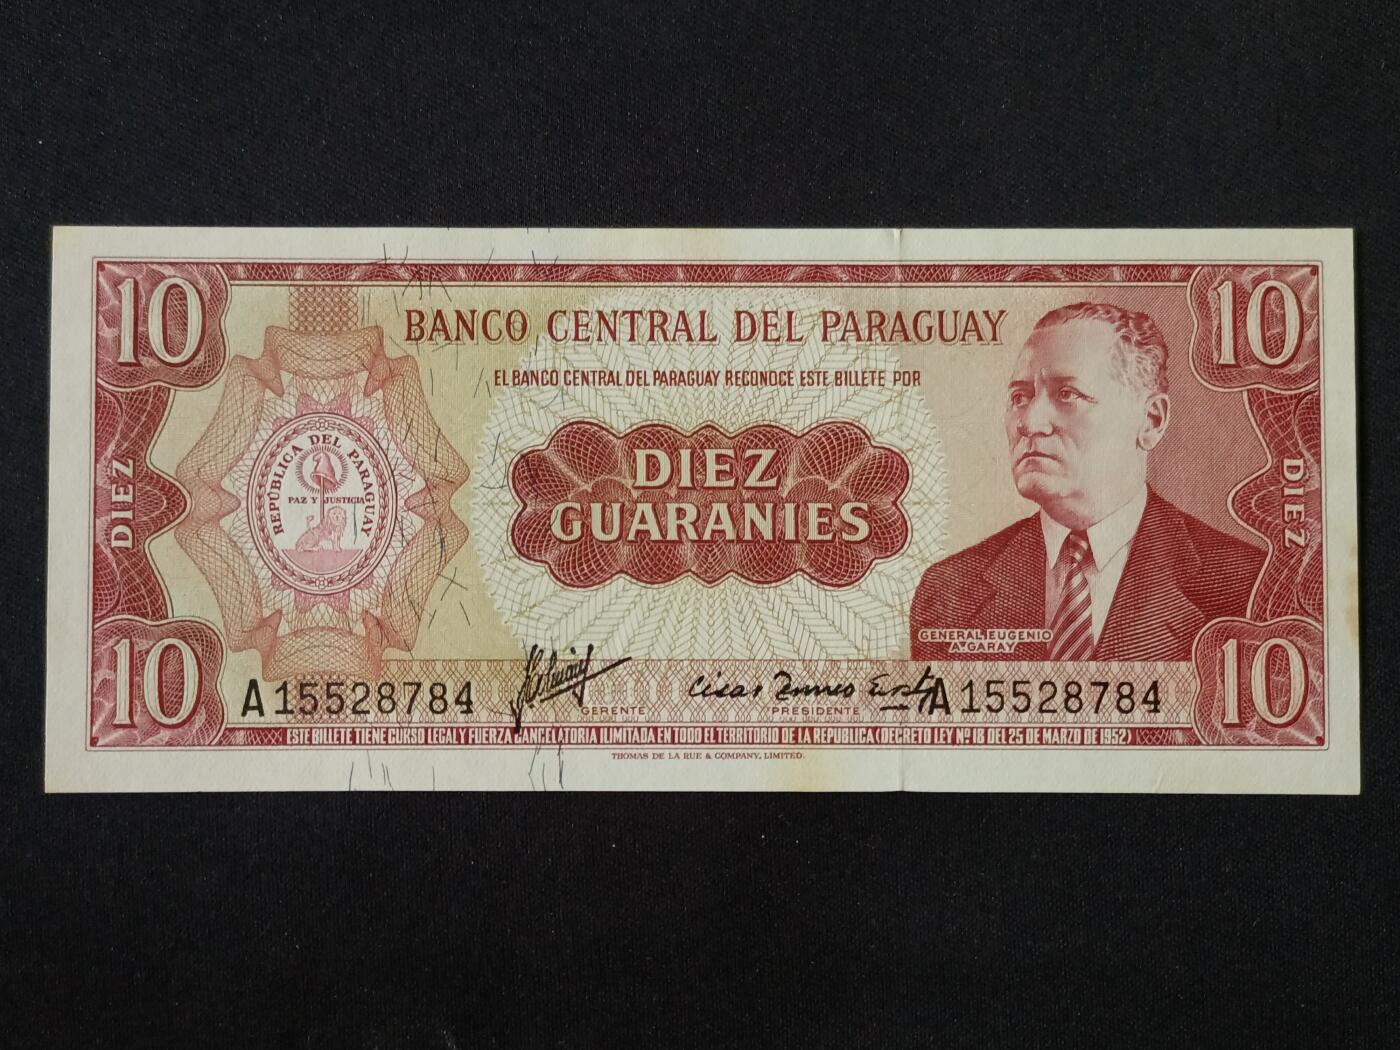 10
10
BANCO CENTRAL DEL PARAGUAY
EL BANCO CENTRAL DEL PARAGUAY RECONOCE ESTE BILLETE POR
REPÚBLICA DEL PARAGUAY
PAZ Y JUSTICIA
DIEZ
DIEZ
GUARANIES
DIEZ
GENERAL EUGENIO
A. GARAY
10
10
A15528784
GERENTE
PRESIDENTE
A15528784
ESTE BILLETE TIENE CURSO LEGAL Y FUERZA CANCELATORIA ILIMITADA EN TODO EL TERRITORIO DE LA REPUBLICA (DECRETO LEY Nº 18 DEL 25 DE MARZO DE 1952)
THOMAS DE LA RUE & COMPANY, LIMITED.